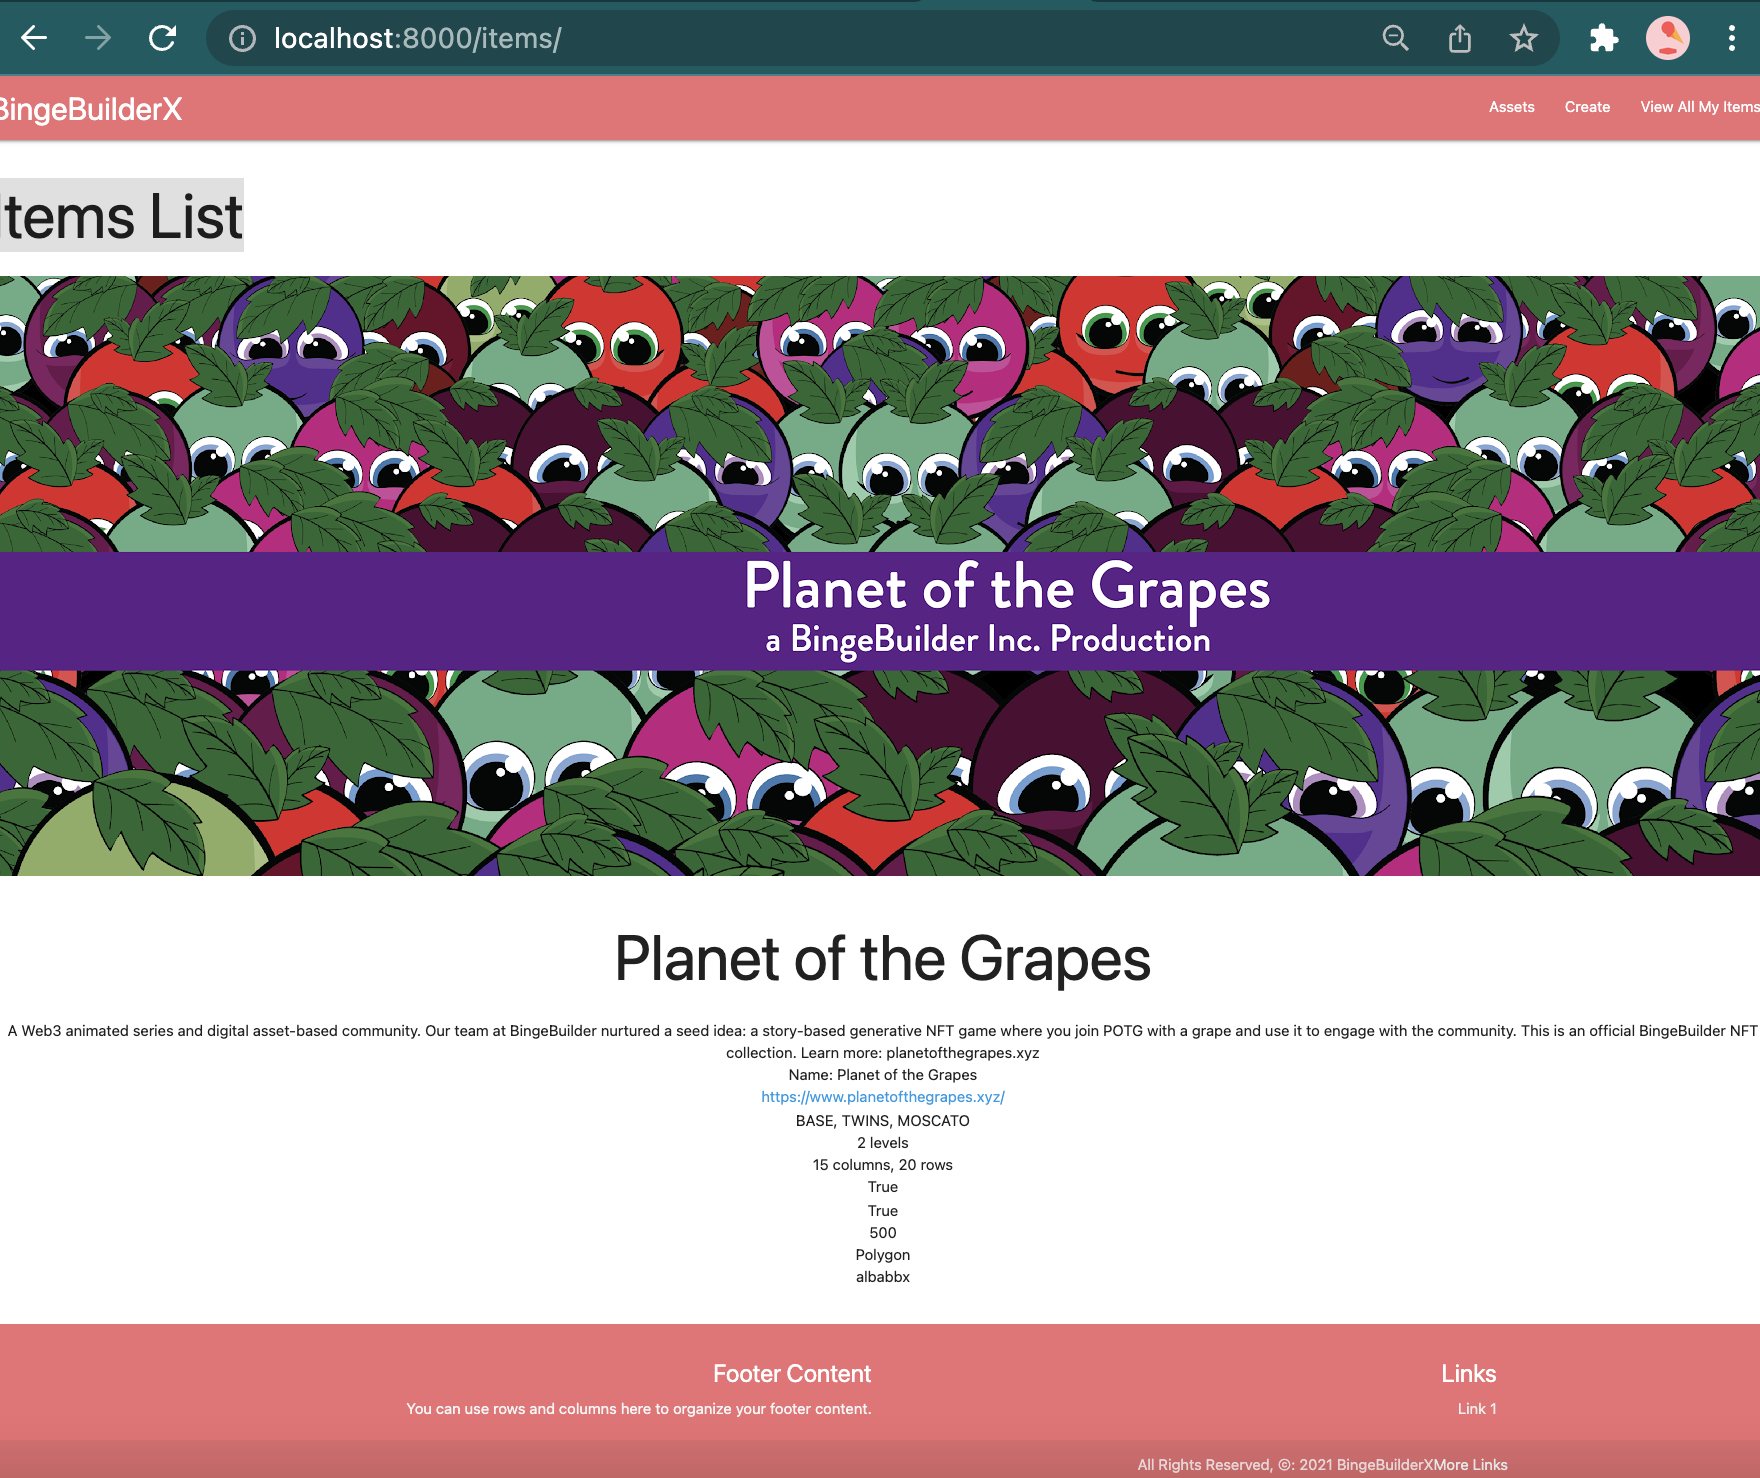 localhost:8000/items/
BingeBuilderX
Assets Create View All My Items
Items List
Planet of the Grapes
a BingeBuilder Inc. Production
Planet of the Grapes
A Web3 animated series and digital asset-based community. Our team at BingeBuilder nurtured a seed idea: a story-based generative NFT game where you join POTG with a grape and use it to engage with the community. This is an official BingeBuilder NFT
collection. Learn more: planetofthegrapes.xyz
Name: Planet of the Grapes
https://www.planetofthegrapes.xyz/
BASE, TWINS, MOSCATO
2 levels
15 columns, 20 rows
True
True
500
Polygon
albabbx
Footer Content
You can use rows and columns here to organize your footer content.
Links
Link 1
All Rights Reserved, ©: 2021 BingeBuilderXMore Links